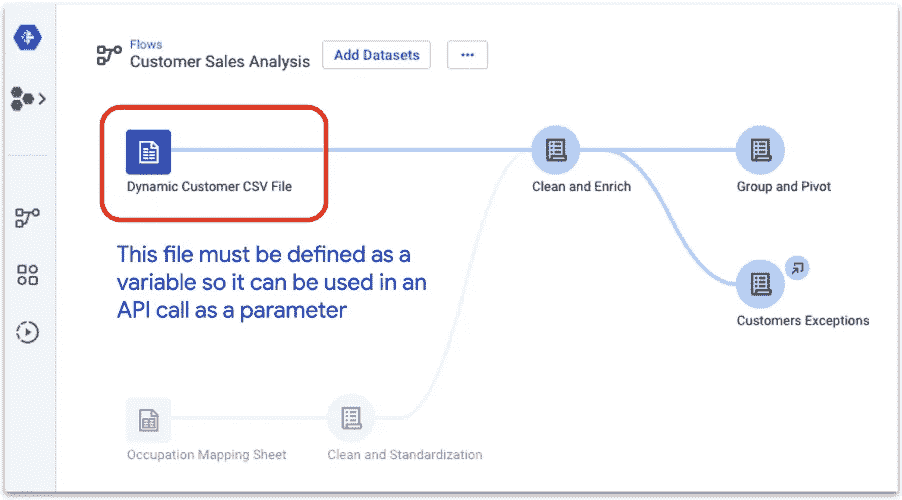 Flows
Customer Sales Analysis
Add Datasets
...
Dynamic Customer CSV File
Clean and Enrich
Group and Pivot
This file must be defined as a
variable so it can be used in an
API call as a parameter
Customers Exceptions
Occupation Mapping Sheet
Clean and Standardization